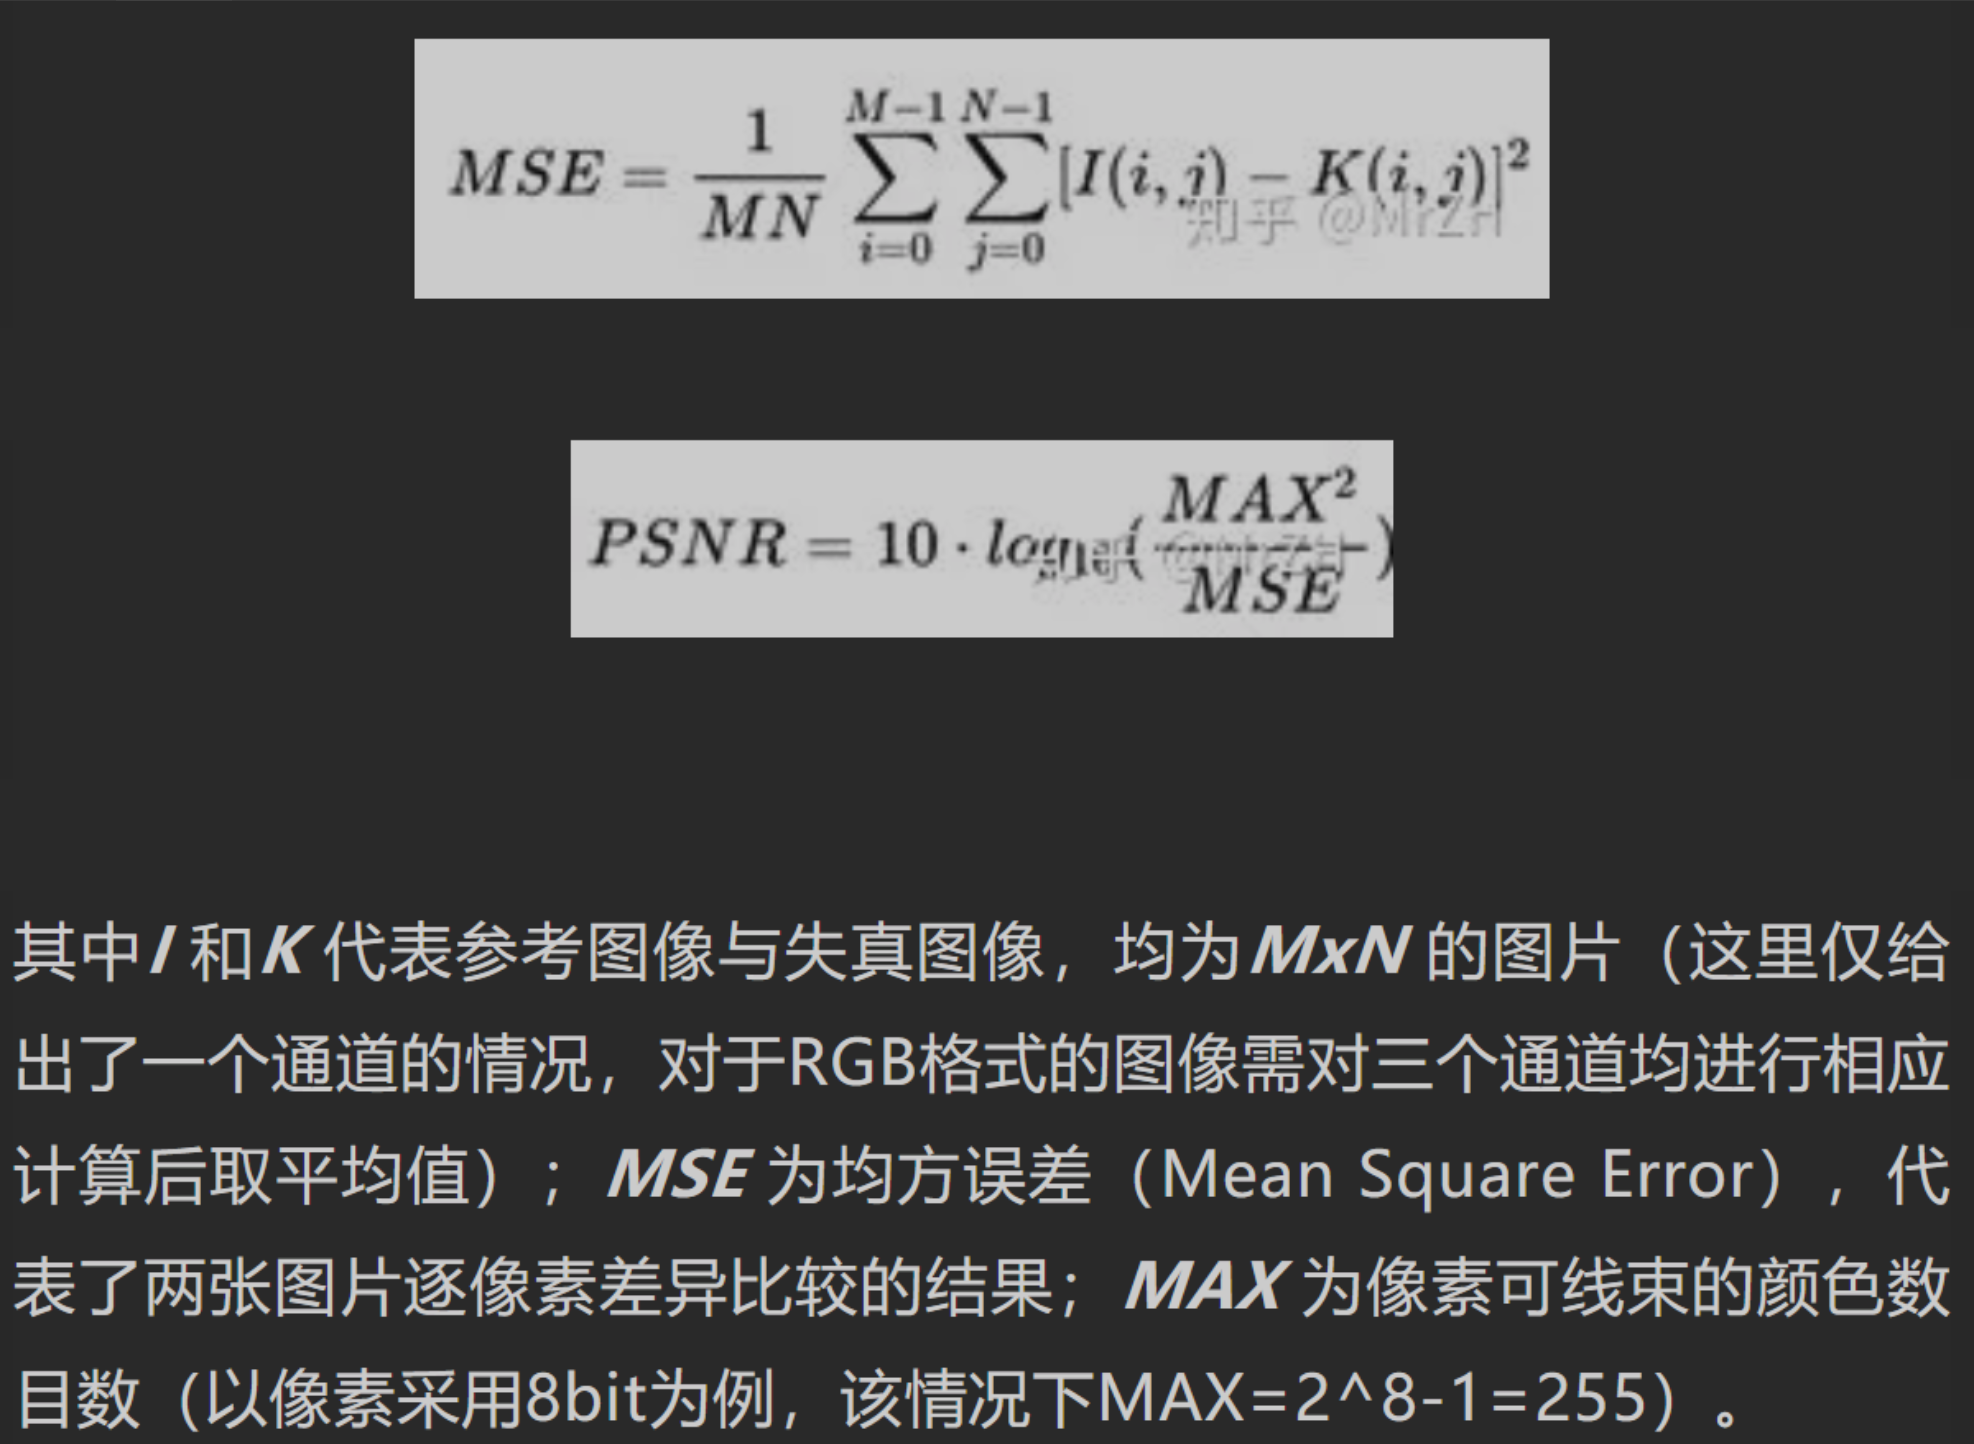 MSE = \frac{1}{MN} \sum_{i=0}^{M-1} \sum_{j=0}^{N-1} [I(i,j) - K(i,j)]^2
知乎 @MrZH
PSNR = 10 · log_{10}(\frac{MAX^2}{MSE})
其中I 和K 代表参考图像与失真图像，均为MxN 的图片（这里仅给
出了一个通道的情况，对于RGB格式的图像需对三个通道均进行相应
计算后取平均值）；MSE 为均方误差（Mean Square Error），代
表了两张图片逐像素差异比较的结果；MAX 为像素可线束的颜色数
目数（以像素采用8bit为例，该情况下MAX=2^8-1=255）。